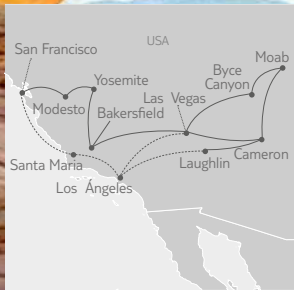 USA
San Francisco
Moab
Byce
Canyon
Yosemite
Las Vegas
Modesto
Bakersfield
Santa Maria
Laughlin
Cameron
Los Ángeles